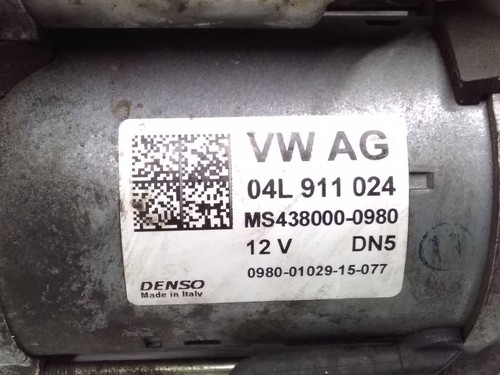 VW AG
04L 911 024
MS438000-0980
12 V DN5
0980-01029-15-077
DENSO
Made in Italy